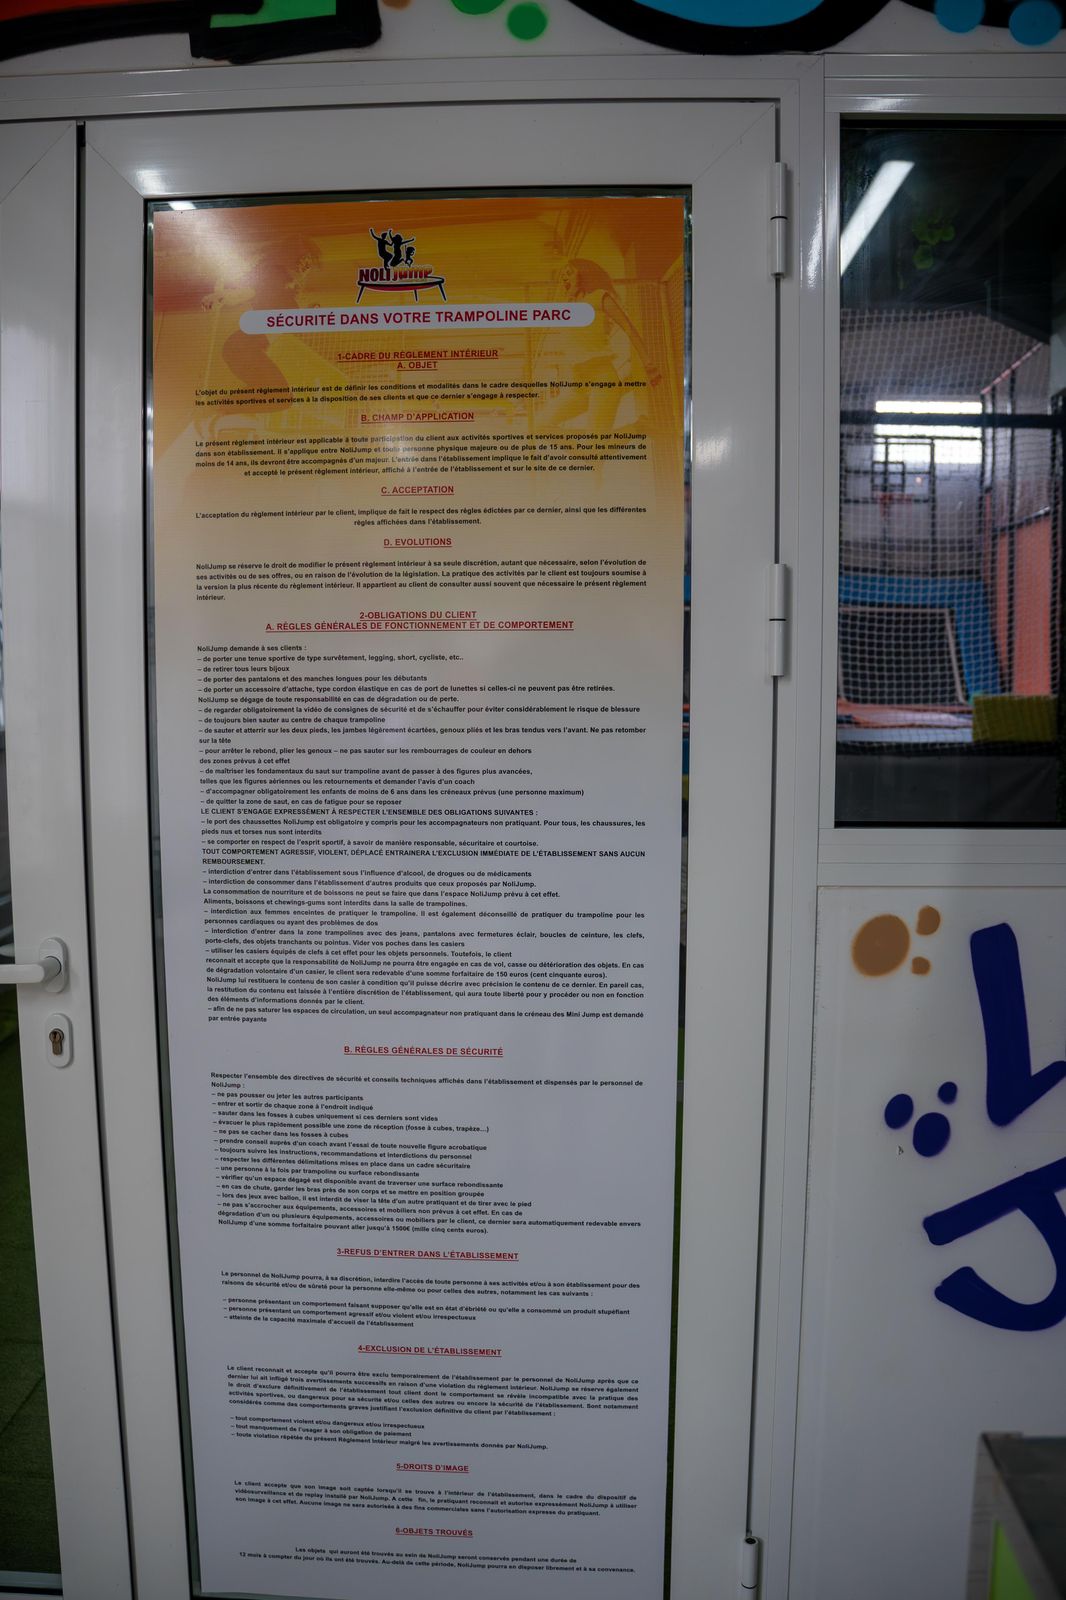 NOLIJUMP
SÉCURITÉ DANS VOTRE TRAMPOLINE PARC
1-CADRE DU RÈGLEMENT INTÉRIEUR
A. OBJET
L'objet du présent règlement intérieur est de définir les conditions et modalités dans le cadre desquelles NoliJump s'engage à mettre
les activités sportives et services à la disposition de ses clients et que ce dernier s'engage à respecter.
B. CHAMP D'APPLICATION
Le présent règlement intérieur est applicable à toute participation du client aux activités sportives et services proposés par NoliJump
dans son établissement. Il s'applique entre NoliJump et toute personne physique majeure ou de plus de 15 ans. Pour les mineurs de
moins de 14 ans, ils devront être accompagnés d'un majeur. L'entrée dans l'établissement implique le fait d'avoir consulté attentivement
et accepté le présent règlement intérieur, affiché à l'entrée de l'établissement et sur le site de ce dernier.
C. ACCEPTATION
L'acceptation du règlement intérieur par le client, implique de fait le respect des règles édictées par ce dernier, ainsi que les différentes
règles affichées dans l'établissement.
D. EVOLUTIONS
NoliJump se réserve le droit de modifier le présent règlement intérieur à sa seule discrétion, autant que nécessaire, selon l'évolution de
ses activités ou de ses offres, ou en raison de l'évolution de la législation. La pratique des activités par le client est toujours soumise à
la version la plus récente du règlement intérieur. Il appartient au client de consulter aussi souvent que nécessaire le présent règlement
intérieur.
2-OBLIGATIONS DU CLIENT
A. RÈGLES GÉNÉRALES DE FONCTIONNEMENT ET DE COMPORTEMENT
NoliJump demande à ses clients :
– de porter une tenue sportive de type survêtement, legging, short, cycliste, etc..
– de retirer tous leurs bijoux
– de porter des pantalons et des manches longues pour les débutants
– de porter un accessoire d'attache, type cordon élastique en cas de port de lunettes si celles-ci ne peuvent pas être retirées.
NoliJump se dégage de toute responsabilité en cas de dégradation ou de perte.
– de regarder obligatoirement la vidéo de consignes de sécurité et de s'échauffer pour éviter considérablement le risque de blessure
– de toujours bien sauter au centre de chaque trampoline
– de sauter et atterrir sur les deux pieds, les jambes légèrement écartées, genoux pliés et les bras tendus vers l'avant. Ne pas retomber
sur la tête
– pour arrêter le rebond, plier les genoux – ne pas sauter sur les rembourrages de couleur en dehors
des zones prévus à cet effet
– de maîtriser les fondamentaux du saut sur trampoline avant de passer à des figures plus avancées,
telles que les figures aériennes ou les retournements et demander l'avis d'un coach
– d'accompagner obligatoirement les enfants de moins de 6 ans dans les créneaux prévus (une personne maximum)
– de quitter la zone de saut, en cas de fatigue pour se reposer
LE CLIENT S'ENGAGE EXPRESSÉMENT À RESPECTER L'ENSEMBLE DES OBLIGATIONS SUIVANTES :
– le port des chaussettes NoliJump est obligatoire y compris pour les accompagnateurs non pratiquant. Pour tous, les chaussures, les
pieds nus et torses nus sont interdits
– se comporter en respect de l'esprit sportif, à savoir de manière responsable, sécuritaire et courtoise.
TOUT COMPORTEMENT AGRESSIF, VIOLENT, DÉPLACÉ ENTRAINERA L'EXCLUSION IMMÉDIATE DE L'ÉTABLISSEMENT SANS AUCUN
REMBOURSEMENT.
– interdiction d'entrer dans l'établissement sous l'influence d'alcool, de drogues ou de médicaments
– interdiction de consommer dans l'établissement d'autres produits que ceux proposés par NoliJump.
La consommation de nourriture et de boissons ne peut se faire que dans l'espace NoliJump prévu à cet effet.
Aliments, boissons et chewings-gums sont interdits dans la salle de trampolines.
– interdiction aux femmes enceintes de pratiquer le trampoline. Il est également déconseillé de pratiquer du trampoline pour les
personnes cardiaques ou ayant des problèmes de dos
– interdiction d'entrer dans la zone trampolines avec des jeans, pantalons avec fermetures éclair, boucles de ceinture, les clefs,
porte-clefs, des objets tranchants ou pointus. Vider vos poches dans les casiers
– utiliser les casiers équipés de clefs à cet effet pour les objets personnels. Toutefois, le client
reconnaît et accepte que la responsabilité de NoliJump ne pourra être engagée en cas de vol, casse ou détérioration des objets. En cas
de dégradation volontaire d'un casier, le client sera redevable d'une somme forfaitaire de 150 euros (cent cinquante euros).
NoliJump lui restituera le contenu de son casier à condition qu'il puisse décrire avec précision le contenu de ce dernier. En pareil cas,
la restitution du contenu est laissée à l'entière discrétion de l'établissement, qui aura toute liberté pour y procéder ou non en fonction
des éléments d'informations donnés par le client.
– afin de ne pas saturer les espaces de circulation, un seul accompagnateur non pratiquant dans le créneau des Mini Jump est demandé
par entrée payante
B. RÈGLES GÉNÉRALES DE SÉCURITÉ
Respecter l'ensemble des directives de sécurité et conseils techniques affichés dans l'établissement et dispensés par le personnel de
NoliJump :
– ne pas pousser ou jeter les autres participants
– entrer et sortir de chaque zone à l'endroit indiqué
– sauter dans les fosses à cubes uniquement si ces derniers sont vides
– évacuer le plus rapidement possible une zone de réception (fosse à cubes, trapèze…)
– ne pas se cacher dans les fosses à cubes
– prendre conseil auprès d'un coach avant l'essai de toute nouvelle figure acrobatique
– toujours suivre les instructions, recommandations et interdictions du personnel
– respecter les différentes délimitations mises en place dans un cadre sécuritaire
– une personne à la fois par trampoline ou surface rebondissante
– vérifier qu'un espace dégagé est disponible avant de traverser une surface rebondissante
– en cas de chute, garder les bras près de son corps et se mettre en position groupée
– lors des jeux avec ballon, il est interdit de viser la tête d'un autre pratiquant et de tirer avec le pied
– ne pas s'accrocher aux équipements, accessoires et mobiliers non prévus à cet effet. En cas de
dégradation d'un ou plusieurs équipements, accessoires ou mobiliers par le client, ce dernier sera automatiquement redevable envers
NoliJump d'une somme forfaitaire pouvant aller jusqu'à 1500€ (mille cinq cents euros).
3-REFUS D'ENTRER DANS L'ÉTABLISSEMENT
Le personnel de NoliJump pourra, à sa discrétion, interdire l'accès de toute personne à ses activités et/ou à son établissement pour des
raisons de sécurité et/ou de sûreté pour la personne elle-même ou pour celles des autres, notamment les cas suivants :
– personne présentant un comportement faisant supposer qu'elle est en état d'ébriété ou qu'elle a consommé un produit stupéfiant
– personne présentant un comportement agressif et/ou violent et/ou irrespectueux
– atteinte de la capacité maximale d'accueil de l'établissement
4-EXCLUSION DE L'ÉTABLISSEMENT
Le client reconnait et accepte qu'il pourra être exclu temporairement de l'établissement par le personnel de NoliJump après que ce
dernier lui ait infligé trois avertissements successifs en raison d'une violation du règlement intérieur. NoliJump se réserve également
le droit d'exclure définitivement de l'établissement tout client dont le comportement se révèle incompatible avec la pratique des
activités sportives, ou dangereux pour sa sécurité et/ou celles des autres ou encore la sécurité de l'établissement. Sont notamment
considérés comme des comportements graves justifiant l'exclusion définitive du client par l'établissement :
– tout comportement violent et/ou dangereux et/ou irrespectueux
– tout manquement de l'usager à son obligation de paiement
– toute violation répétée du présent Règlement Intérieur malgré les avertissements donnés par NoliJump.
5-DROITS D'IMAGE
Le client accepte que son image soit captée lorsqu'il se trouve à l'intérieur de l'établissement, dans le cadre du dispositif de
vidéosurveillance et de replay installé par NoliJump. A cette fin, le pratiquant reconnait et autorise expressément NoliJump à utiliser
son image à cet effet. Aucune image ne sera autorisée à des fins commerciales sans l'autorisation expresse du pratiquant.
6-OBJETS TROUVÉS
Les objets qui auront été trouvés au sein de NoliJump seront conservés pendant une durée de
12 mois à compter du jour où ils ont été trouvés. Au-delà de cette période, NoliJump pourra en disposer librement et à sa convenance.